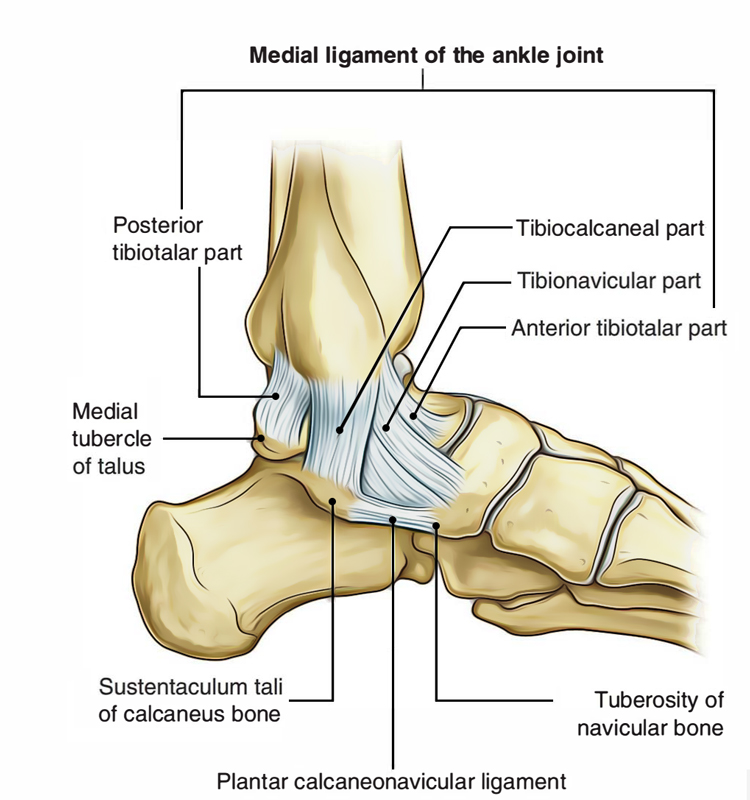 Medial ligament of the ankle joint
Posterior
tibiotalar part
Tibiocalcaneal part
Tibionavicular part
Anterior tibiotalar part
Medial
tubercle
of talus
Sustentaculum tali
of calcaneus bone
Tuberosity of
navicular bone
Plantar calcaneonavicular ligament